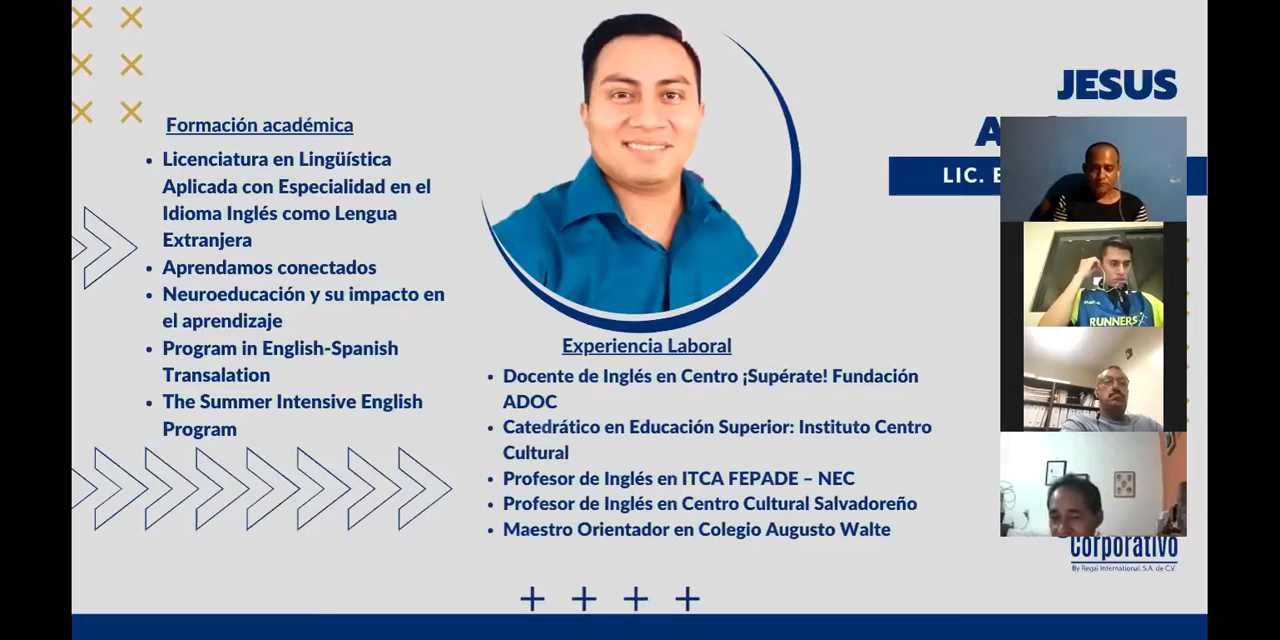 JESUS
LIC.
Formación académica
Licenciatura en Lingüística
Aplicada con Especialidad en el
Idioma Inglés como Lengua
Extranjera
Aprendamos conectados
Neuroeducación y su impacto en
el aprendizaje
Program in English-Spanish
Transalation
The Summer Intensive English
Program
Experiencia Laboral
Docente de Inglés en Centro ¡Supérate! Fundación
ADOC
Catedrático en Educación Superior: Instituto Centro
Cultural
Profesor de Inglés en ITCA FEPADE – NEC
Profesor de Inglés en Centro Cultural Salvadoreño
Maestro Orientador en Colegio Augusto Walte
RUNNERS
Corporativo
By Regal International, S.A. de C.V.